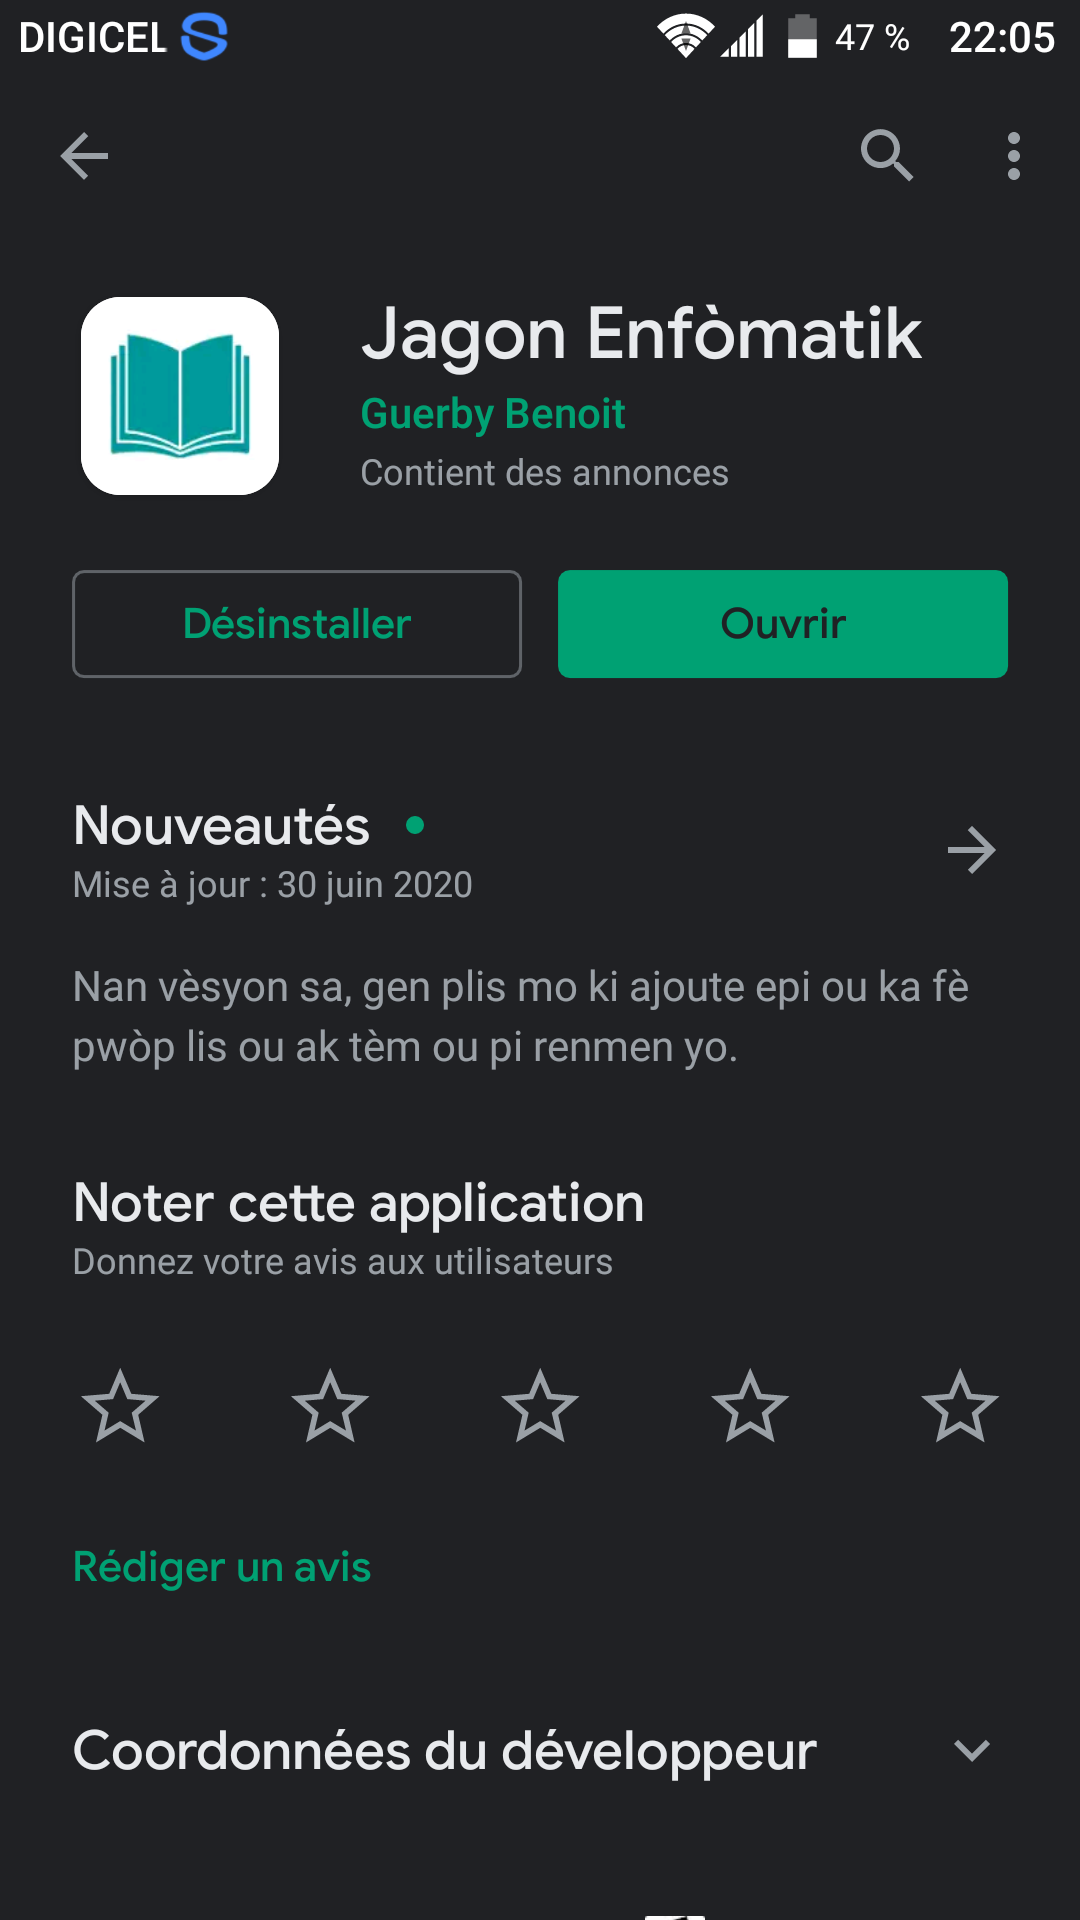 DIGICEL 47 % 22:05
Jagon Enfòmatik
Guerby Benoit
Contient des annonces
Désinstaller Ouvrir
Nouveautés
Mise à jour : 30 juin 2020
Nan vèsyon sa, gen plis mo ki ajoute epi ou ka fè
pwòp lis ou ak tèm ou pi renmen yo.
Noter cette application
Donnez votre avis aux utilisateurs
Rédiger un avis
Coordonnées du développeur